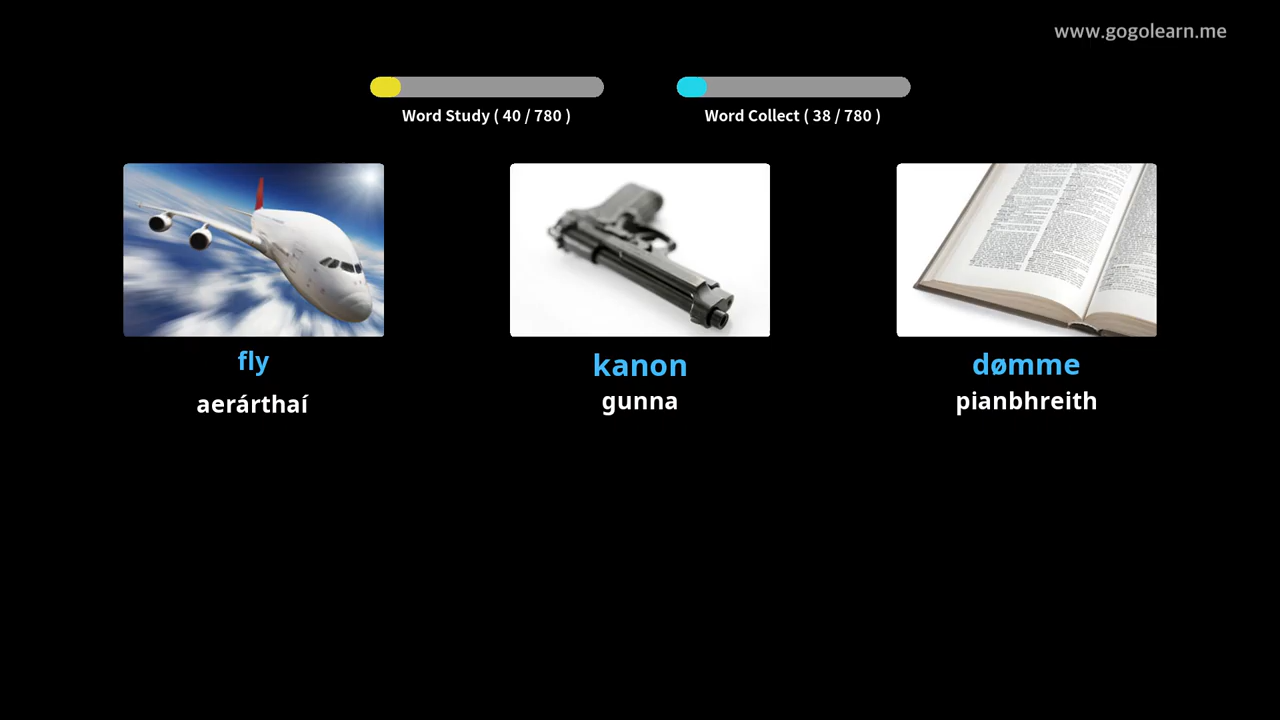 www.gogolearn.me
Word Study ( 40 / 780 )
Word Collect ( 38 / 780 )
fly
aerárthaí
kanon
gunna
dømme
pianbhreith